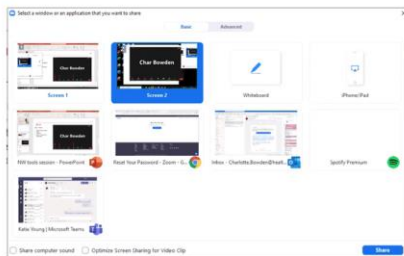 Select a window or an application that you want to share
Basic Advanced
Char Bowden
Char Bowden
Screen 1 Screen 2 Whiteboard iPhone/iPad
NW tools session - PowerPoint Reset Your Password - Zoom - G... Inbox - Charlotte.Bowden@healt... Spotify Premium
Katie Young | Microsoft Teams
Share computer sound Optimize Screen Sharing for Video Clip Share